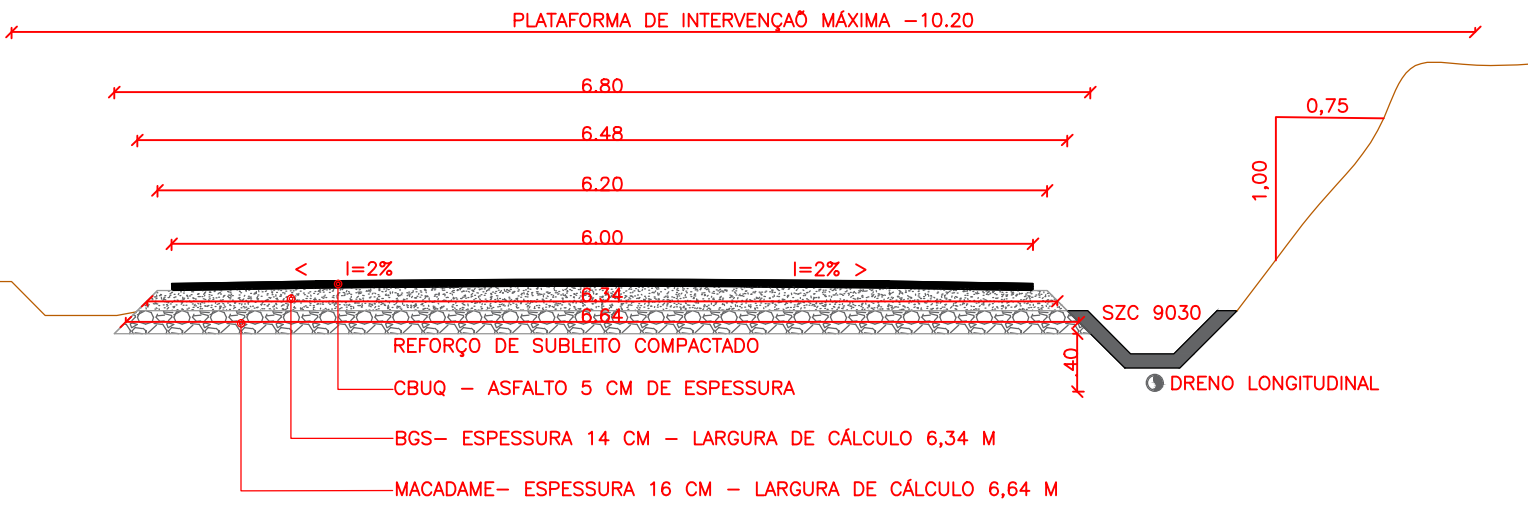 PLATAFORMA DE INTERVENÇAÕ MÁXIMA -10.20
6.80
0,75
6.48
1,00
6.20
6.00
< I=2%
I=2% >
6.34
SZC 9030
6.64
REFORÇO DE SUBLEITO COMPACTADO
.40
DRENO LONGITUDINAL
CBUQ - ASFALTO 5 CM DE ESPESSURA
BGS- ESPESSURA 14 CM - LARGURA DE CÁLCULO 6,34 M
MACADAME- ESPESSURA 16 CM - LARGURA DE CÁLCULO 6,64 M